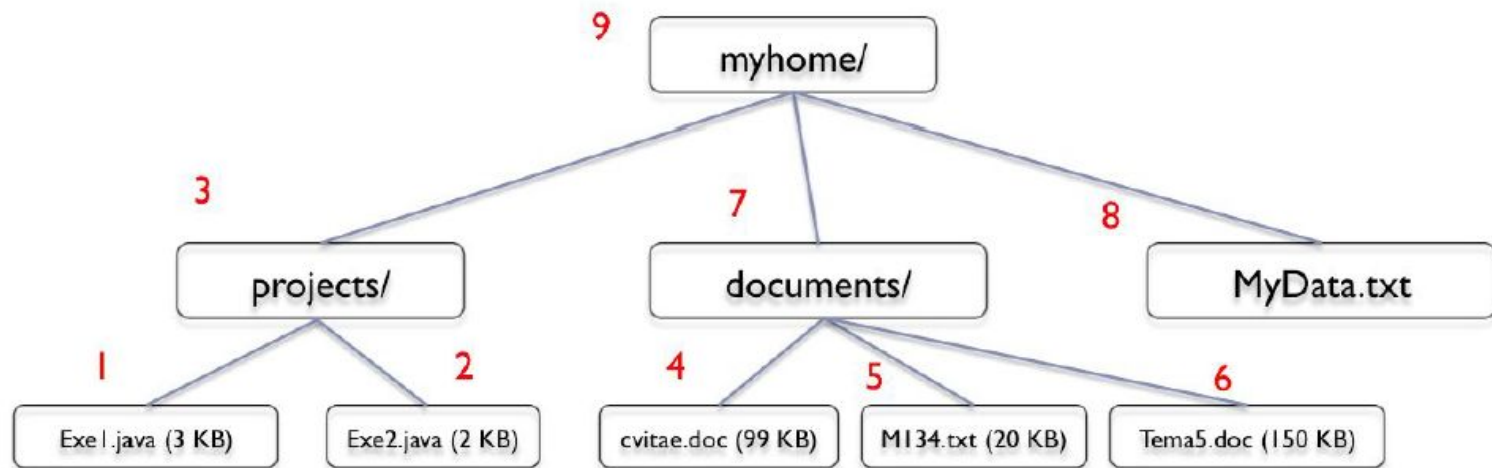 9
myhome/
3
7
8
projects/
documents/
MyData.txt
1
2
4
5
6
Exe1.java (3 KB)
Exe2.java (2 KB)
cvitae.doc (99 KB)
M134.txt (20 KB)
Tema5.doc (150 KB)